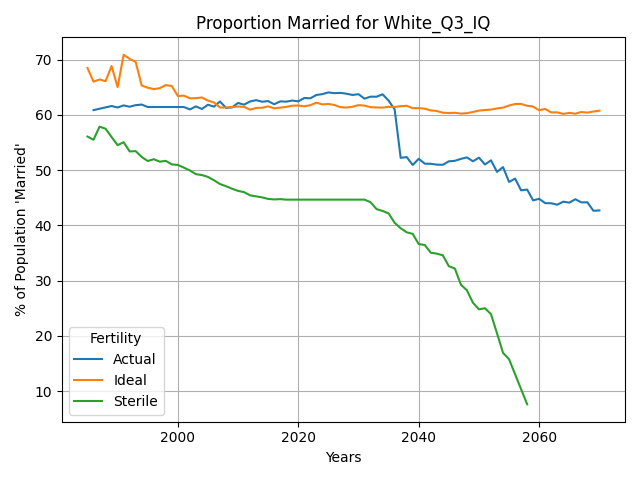 Proportion Married for White_Q3_IQ
% of Population 'Married'
70
60
50
40
30
20
10
Fertility
Actual
Ideal
Sterile
2000
2020
2040
2060
Years